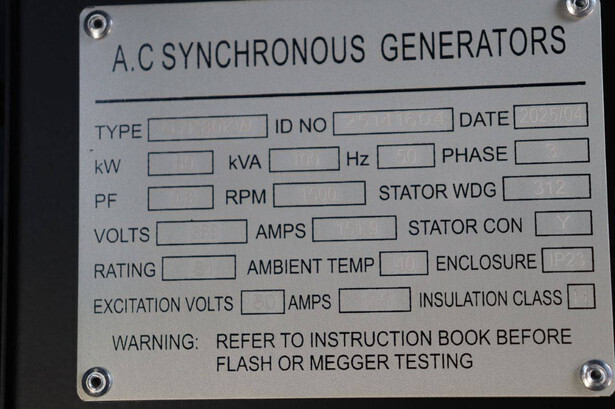 A.C SYNCHRONOUS GENERATORS
TYPE ID NO DATE 2025/04
kW 80 kVA 100 Hz 50 PHASE 3
PF RPM 1500 STATOR WDG 312
VOLTS AMPS STATOR CON Y
RATING AMBIENT TEMP 40 ENCLOSURE IP23
EXCITATION VOLTS AMPS INSULATION CLASS H
WARNING: REFER TO INSTRUCTION BOOK BEFORE
FLASH OR MEGGER TESTING